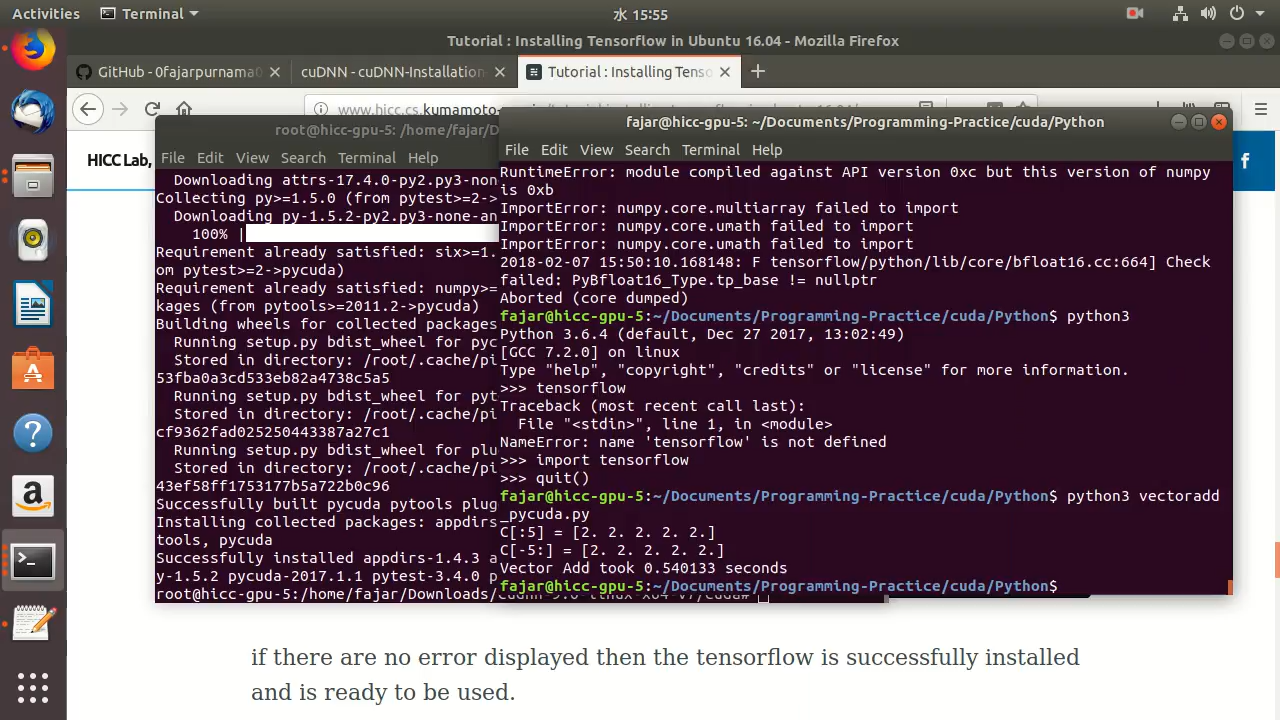 Activities
Terminal
水 15:55
Tutorial : Installing Tensorflow in Ubuntu 16.04 - Mozilla Firefox
GitHub - 0fajarpurnama0
cuDNN - cuDNN-Installation-
Tutorial : Installing Tenso
www.hicc.cs.kumamoto-
HICC Lab,
root@hicc-gpu-5: /home/fajar/D
File Edit View Search Terminal Help
Downloading attrs-17.4.0-py2.py3-non
Collecting py>=1.5.0 (from pytest>=2->
Downloading py-1.5.2-py2.py3-none-an
100% |
Requirement already satisfied: six>=1.
om pytest>=2->pycuda)
Requirement already satisfied: numpy>=
kages (from pytools>=2011.2->pycuda)
Building wheels for collected packages
Running setup.py bdist_wheel for pyc
Stored in directory: /root/.cache/pi
53fba0a3cd533eb82a4738c5a5
Running setup.py bdist_wheel for pyt
Stored in directory: /root/.cache/pi
cf9362fad025250443387a27c1
Running setup.py bdist_wheel for plu
Stored in directory: /root/.cache/pi
43ef58ff1753177b5a722b0c96
Successfully built pycuda pytools plug
Installing collected packages: appdirs
tools, pycuda
Successfully installed appdirs-1.4.3 a
y-1.5.2 pycuda-2017.1.1 pytest-3.4.0 p
root@hicc-gpu-5:/home/fajar/Downloads/cudnn-9.0-linux-x64-v7/cuda#
fajar@hicc-gpu-5: ~/Documents/Programming-Practice/cuda/Python
File Edit View Search Terminal Help
RuntimeError: module compiled against API version 0xc but this version of numpy
is 0xb
ImportError: numpy.core.multiarray failed to import
ImportError: numpy.core.umath failed to import
ImportError: numpy.core.umath failed to import
2018-02-07 15:50:10.168148: F tensorflow/python/lib/core/bfloat16.cc:664] Check
failed: PyBfloat16_Type.tp_base != nullptr
Aborted (core dumped)
fajar@hicc-gpu-5:~/Documents/Programming-Practice/cuda/Python$ python3
Python 3.6.4 (default, Dec 27 2017, 13:02:49)
[GCC 7.2.0] on linux
Type "help", "copyright", "credits" or "license" for more information.
>>> tensorflow
Traceback (most recent call last):
File "<stdin>", line 1, in <module>
NameError: name 'tensorflow' is not defined
>>> import tensorflow
>>> quit()
fajar@hicc-gpu-5:~/Documents/Programming-Practice/cuda/Python$ python3 vectoradd
_pycuda.py
C[:5] = [2. 2. 2. 2. 2.]
C[-5:] = [2. 2. 2. 2. 2.]
Vector Add took 0.540133 seconds
fajar@hicc-gpu-5:~/Documents/Programming-Practice/cuda/Python$
if there are no error displayed then the tensorflow is successfully installed
and is ready to be used.